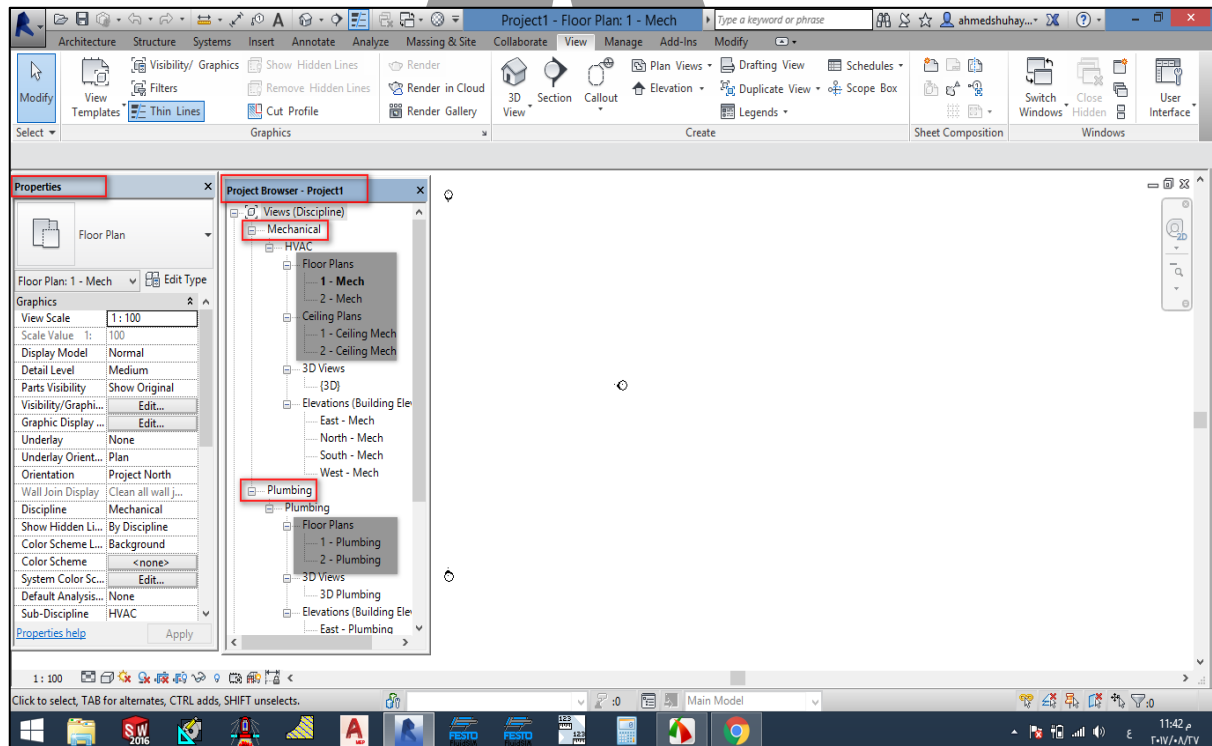 Project1 - Floor Plan: 1 - Mech
Type a keyword or phrase
ahmedshuhay...
Architecture Structure Systems Insert Annotate Analyze Massing & Site Collaborate View Manage Add-Ins Modify
Modify
View Templates
Visibility/ Graphics
Filters
Thin Lines
Show Hidden Lines
Remove Hidden Lines
Cut Profile
Render
Render in Cloud
Render Gallery
3D View
Section
Callout
Plan Views
Elevation
Drafting View
Duplicate View
Legends
Schedules
Scope Box
Switch Windows
Close Hidden
User Interface
Select
Graphics
Create
Sheet Composition
Windows
Properties
Floor Plan
Floor Plan: 1 - Mech
Edit Type
Graphics
View Scale 1 : 100
Scale Value 1: 100
Display Model Normal
Detail Level Medium
Parts Visibility Show Original
Visibility/Graphi... Edit...
Graphic Display ... Edit...
Underlay None
Underlay Orient... Plan
Orientation Project North
Wall Join Display Clean all wall j...
Discipline Mechanical
Show Hidden Li... By Discipline
Color Scheme L... Background
Color Scheme <none>
System Color Sc... Edit...
Default Analysis... None
Sub-Discipline HVAC
Properties help
Apply
Project Browser - Project1
Views (Discipline)
Mechanical
HVAC
Floor Plans
1 - Mech
2 - Mech
Ceiling Plans
1 - Ceiling Mech
2 - Ceiling Mech
3D Views
{3D}
Elevations (Building Ele
East - Mech
North - Mech
South - Mech
West - Mech
Plumbing
Plumbing
Floor Plans
1 - Plumbing
2 - Plumbing
3D Views
3D Plumbing
Elevations (Building Ele
East - Plumbing
2D
1 : 100
Click to select, TAB for alternates, CTRL adds, SHIFT unselects.
:0
Main Model
:0
SW 2016
A
MEP
R
FESTO
FESTO
123
123
ع
11:42 م
٢٠١٧/٠٨/٢٧